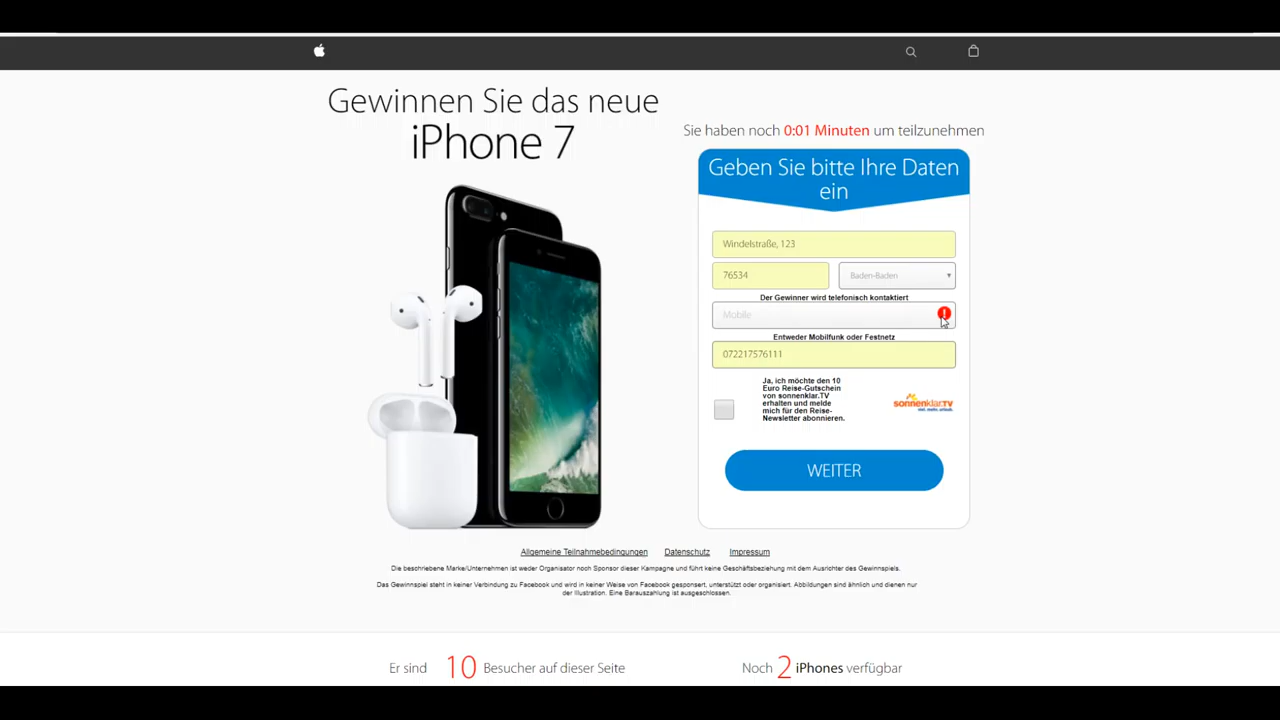 Gewinnen Sie das neue
iPhone 7
Sie haben noch 0:01 Minuten um teilzunehmen
Geben Sie bitte Ihre Daten
ein
Windelstraße, 123
76534
Baden-Baden
Der Gewinner wird telefonisch kontaktiert
Mobile
Entweder Mobilfunk oder Festnetz
072217576111
Ja, ich möchte den 10
Euro Reise-Gutschein
von sonnenklar.TV
erhalten und melde
mich für den Reise-
Newsletter abonnieren.
sonnenklar.TV
WEITER
Allgemeine Teilnahmebedingungen
Datenschutz
Impressum
Die beschriebene Marke/Unternehmen ist weder Organisator noch Sponsor dieser Kampagne und führt keine Geschäftsbeziehung mit dem Ausrichter des Gewinnspiels.
Das Gewinnspiel steht in keiner Verbindung zu Facebook und wird in keiner Weise von Facebook gesponsert, unterstützt oder organisiert. Abbildungen sind ähnlich und dienen nur
der Illustration. Eine Barauszahlung ist ausgeschlossen.
Er sind 10 Besucher auf dieser Seite
Noch 2 iPhones verfügbar